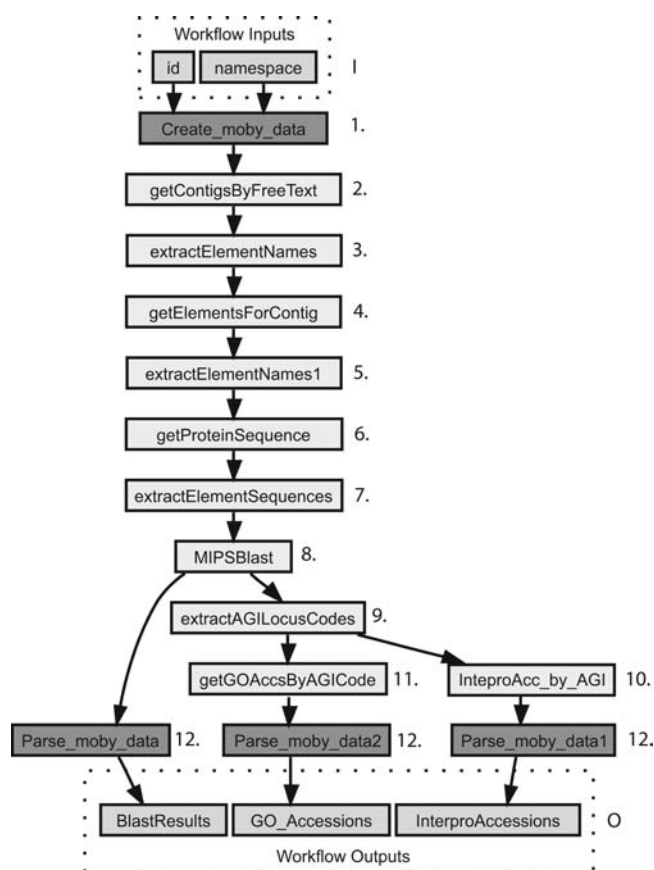 Workflow Inputs
id namespace I
Create_moby_data 1.
getContigsByFreeText 2.
extractElementNames 3.
getElementsForContig 4.
extractElementNames1 5.
getProteinSequence 6.
extractElementSequences 7.
MIPSBlast 8.
extractAGILocusCodes 9.
getGOAccsByAGICode 11. InteproAcc_by_AGI 10.
Parse_moby_data 12. Parse_moby_data2 12. Parse_moby_data1 12.
BlastResults GO_Accessions InterproAccessions O
Workflow Outputs